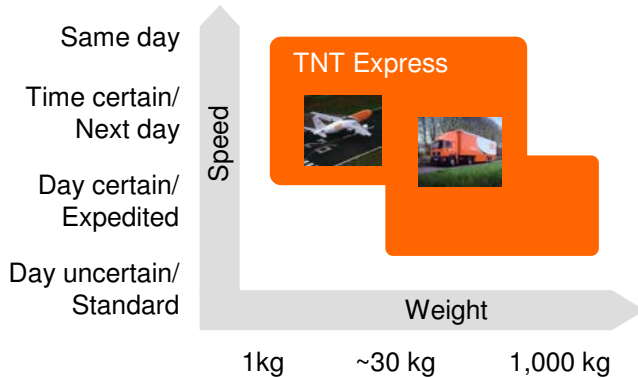 Same day
TNT Express
Time certain/
Next day
Speed
Day certain/
Expedited
Day uncertain/
Standard
Weight
1kg
~30 kg
1,000 kg